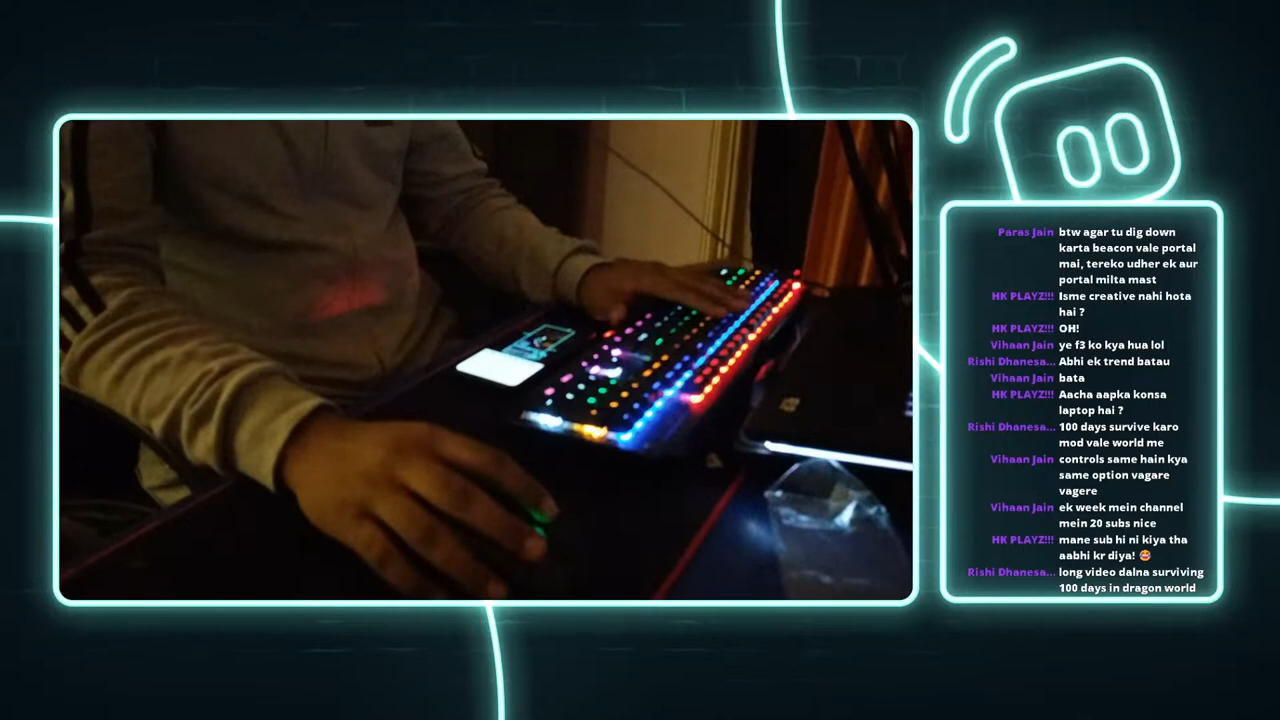 Paras Jain btw agar tu dig down
karta beacon vale portal
mai, tereko udher ek aur
portal milta mast
HK PLAYZ!!! Isme creative nahi hota
hai ?
HK PLAYZ!!! OH!
Vihaan Jain ye f3 ko kya hua lol
Rishi Dhanesa... Abhi ek trend batau
Vihaan Jain bata
HK PLAYZ!!! Aacha aapka konsa
laptop hai ?
Rishi Dhanesa... 100 days survive karo
mod vale world me
Vihaan Jain controls same hain kya
same option vagare
vagere
Vihaan Jain ek week mein channel
mein 20 subs nice
HK PLAYZ!!! mane sub hi ni kiya tha
aabhi kr diya! 🤩
Rishi Dhanesa... long video dalna surviving
100 days in dragon world